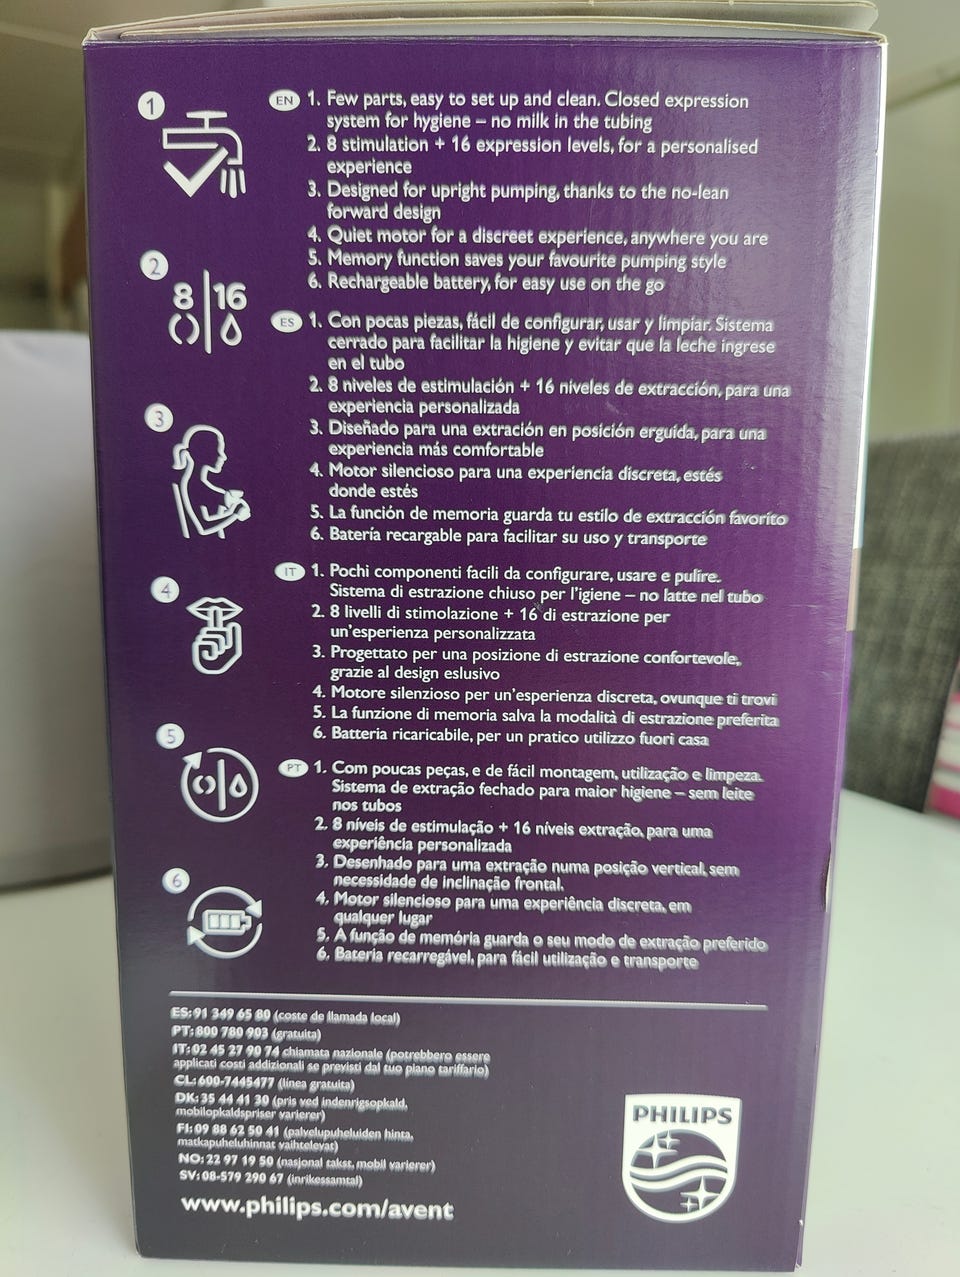 1
EN 1. Few parts, easy to set up and clean. Closed expression
system for hygiene – no milk in the tubing
2. 8 stimulation + 16 expression levels, for a personalised
experience
3. Designed for upright pumping, thanks to the no-lean
forward design
4. Quiet motor for a discreet experience, anywhere you are
5. Memory function saves your favourite pumping style
6. Rechargeable battery, for easy use on the go
2
8 16
ES 1. Con pocas piezas, fácil de configurar, usar y limpiar. Sistema
cerrado para facilitar la higiene y evitar que la leche ingrese
en el tubo
2. 8 niveles de estimulación + 16 niveles de extracción, para una
experiencia personalizada
3. Diseñado para una extración en posición erguida, para una
experiencia más comfortable
4. Motor silencioso para una experiencia discreta, estés
donde estés
5. La función de memoria guarda tu estilo de extracción favorito
6. Batería recargable para facilitar su uso y transporte
3
IT 1. Pochi componenti facili da configurare, usare e pulire.
Sistema di estrazione chiuso per l'igiene – no latte nel tubo
2. 8 livelli di stimolazione + 16 di estrazione per
un'esperienza personalizzata
3. Progettato per una posizione di estrazione confortevole,
grazie al design eslusivo
4. Motore silenzioso per un'esperienza discreta, ovunque ti trovi
5. La funzione di memoria salva la modalità di estrazione preferita
6. Batteria ricaricabile, per un pratico utilizzo fuori casa
4
5
PT 1. Com poucas peças, e de fácil montagem, utilização e limpeza.
Sistema de extração fechado para maior higiene – sem leite
nos tubos
2. 8 níveis de estimulação + 16 níveis extração, para uma
experiência personalizada
3. Desenhado para uma extração numa posição vertical, sem
necessidade de inclinação frontal.
4. Motor silencioso para uma experiência discreta, em
qualquer lugar
5. A função de memória guarda o seu modo de extração preferido
6. Bateria recarregável, para fácil utilização e transporte
6
ES: 91 349 65 80 (coste de llamada local)
PT: 800 780 903 (gratuita)
IT: 02 45 27 90 74 chiamata nazionale (potrebbero essere
applicati costi addizionali se previsti dal tuo piano tariffario)
CL: 600-7445477 (línea gratuita)
DK: 35 44 41 30 (pris ved indenrigsopkald,
mobilopkaldspriser varierer)
FI: 09 88 62 50 41 (palvelupuheluiden hinta,
matkapuheluhinnat vaihtelevat)
NO: 22 97 19 50 (nasjonal takst, mobil varierer)
SV: 08-579 290 67 (inrikessamtal)
www.philips.com/avent
PHILIPS